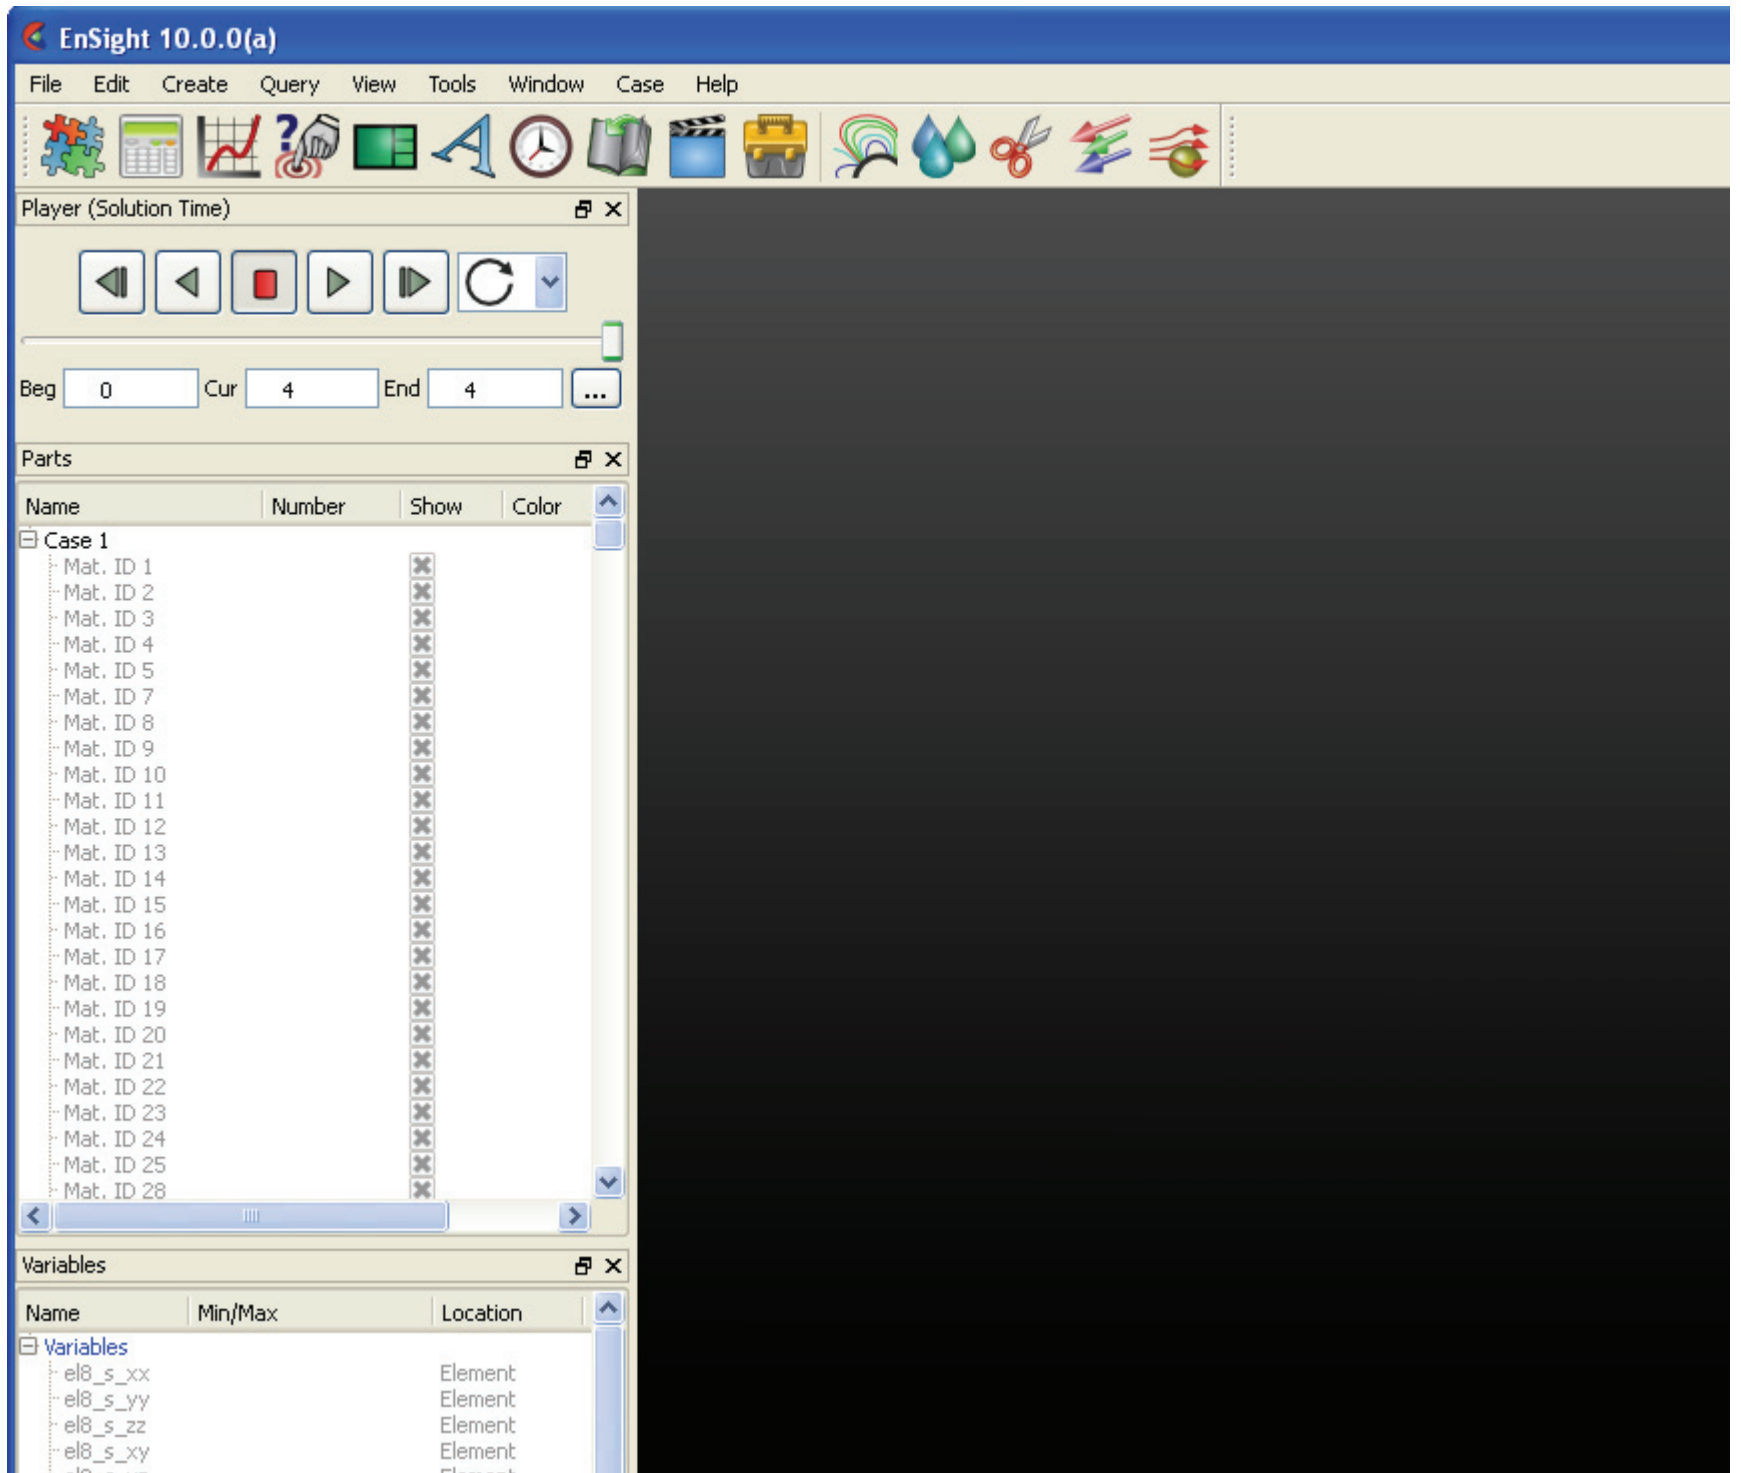 EnSight 10.0.0(a)
File Edit Create Query View Tools Window Case Help
Player (Solution Time)
Beg 0 Cur 4 End 4 ...
Parts
Name Number Show Color
Case 1
Mat. ID 1
Mat. ID 2
Mat. ID 3
Mat. ID 4
Mat. ID 5
Mat. ID 7
Mat. ID 8
Mat. ID 9
Mat. ID 10
Mat. ID 11
Mat. ID 12
Mat. ID 13
Mat. ID 14
Mat. ID 15
Mat. ID 16
Mat. ID 17
Mat. ID 18
Mat. ID 19
Mat. ID 20
Mat. ID 21
Mat. ID 22
Mat. ID 23
Mat. ID 24
Mat. ID 25
Mat. ID 28
Variables
Name Min/Max Location
Variables
el8_s_xx Element
el8_s_yy Element
el8_s_zz Element
el8_s_xy Element